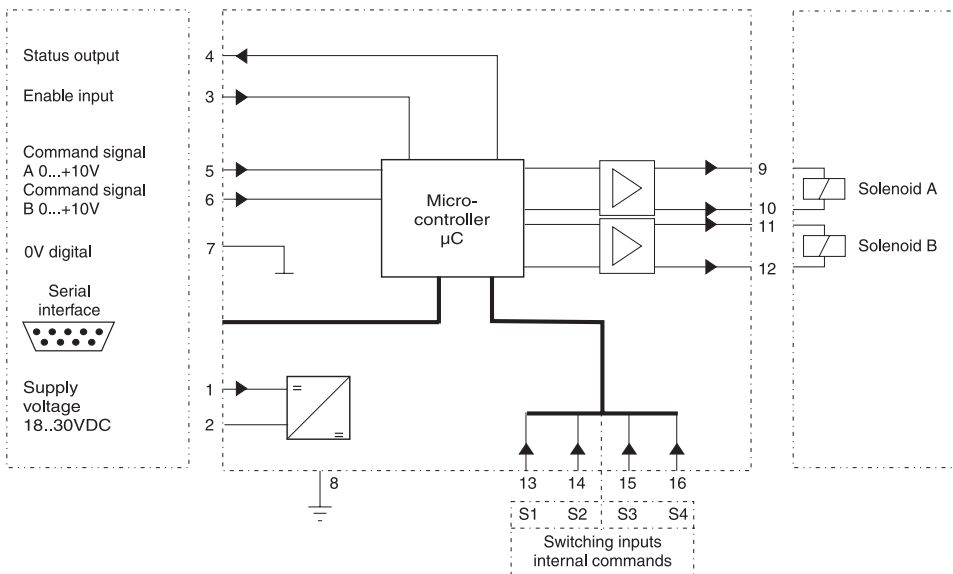 Status output
4
Enable input
3
Command signal
A 0...+10V
5
Command signal
B 0...+10V
6
0V digital
7
Serial
interface
Supply
voltage
18..30VDC
1
2
=
=
8
Micro-
controller
µC
9
10
11
12
Solenoid A
Solenoid B
13 14 15 16
S1 S2 S3 S4
Switching inputs
internal commands